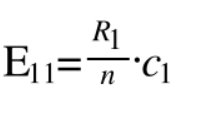 E₁₁ = R₁/n · c₁